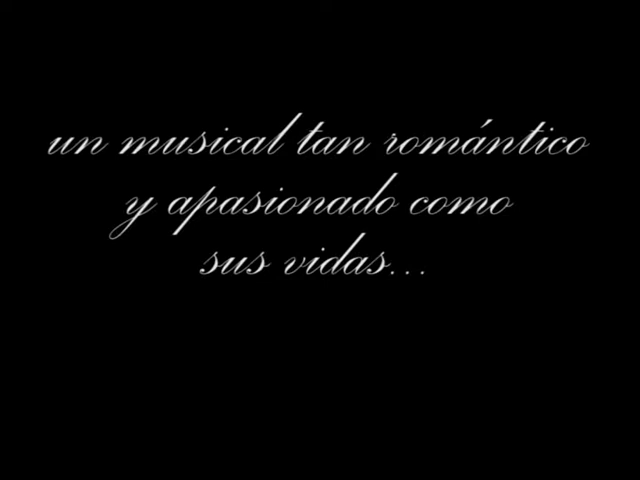 un musical tan romántico
y apasionado como
sus vidas...